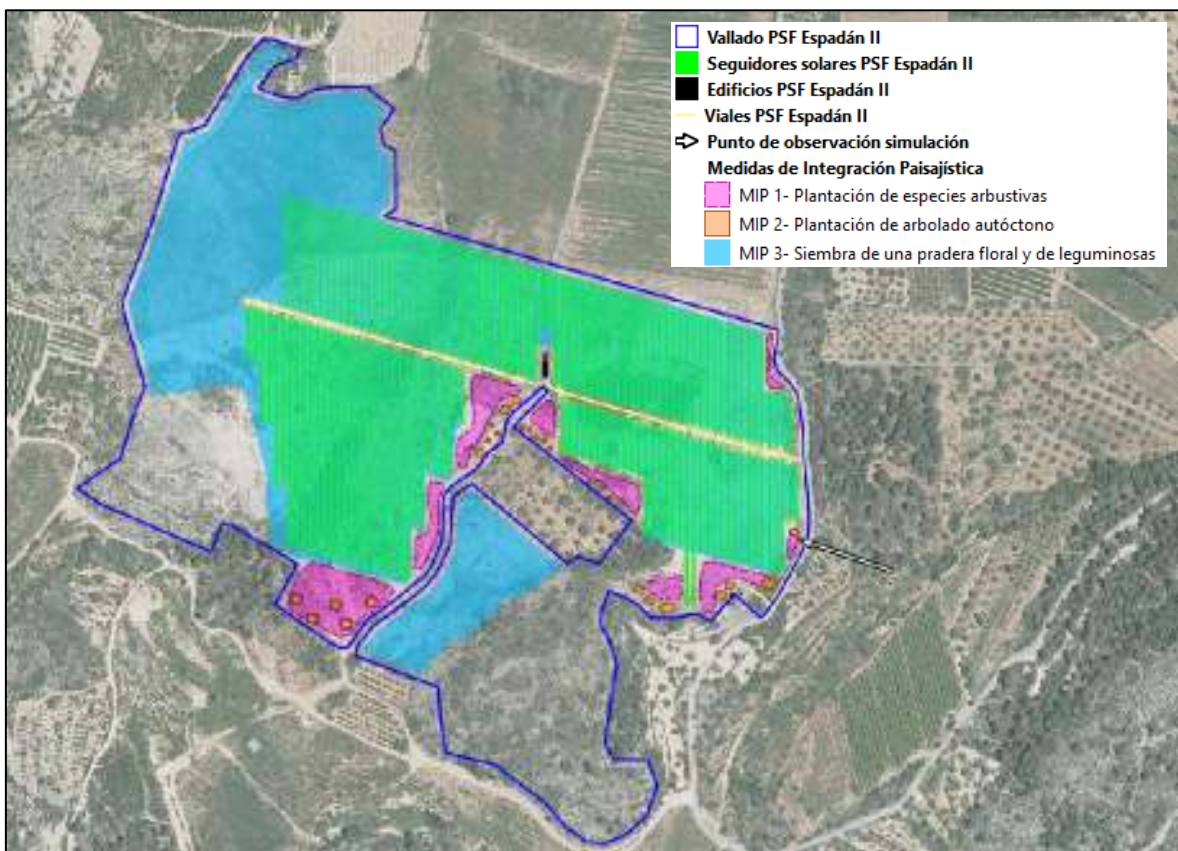 Vallado PSF Espadán II
Seguidores solares PSF Espadán II
Edificios PSF Espadán II
Viales PSF Espadán II
Punto de observación simulación
Medidas de Integración Paisajística
MIP 1- Plantación de especies arbustivas
MIP 2- Plantación de arbolado autóctono
MIP 3- Siembra de una pradera floral y de leguminosas